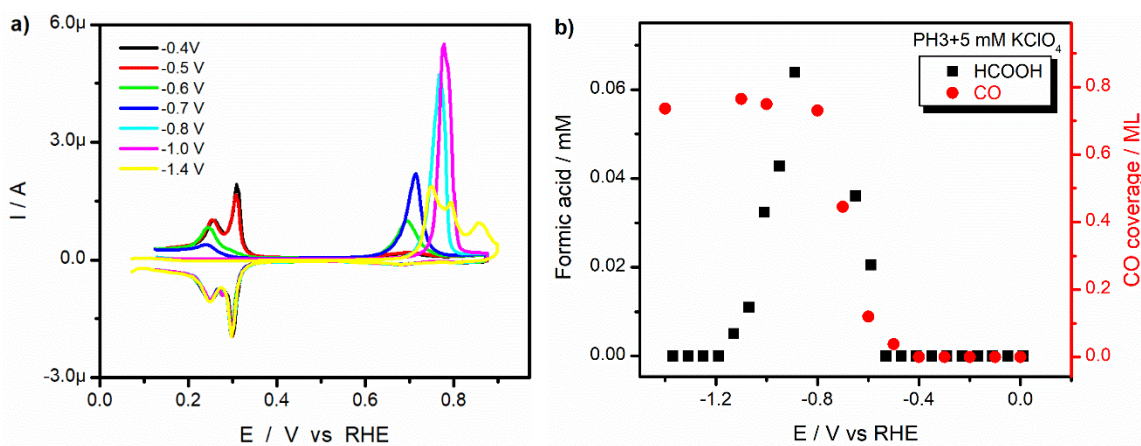 a)
6.0µ
3.0µ
0.0
-3.0µ
I / A
-0.4V
-0.5 V
-0.6 V
-0.7 V
-0.8 V
-1.0 V
-1.4 V
0.0 0.2 0.4 0.6 0.8
E / V vs RHE
b)
PH3+5 mM KClO4
HCOOH
CO
0.06
0.04
0.02
0.00
Formic acid / mM
0.8
0.6
0.4
0.2
0.0
CO coverage / ML
-1.2 -0.8 -0.4 0.0
E / V vs RHE